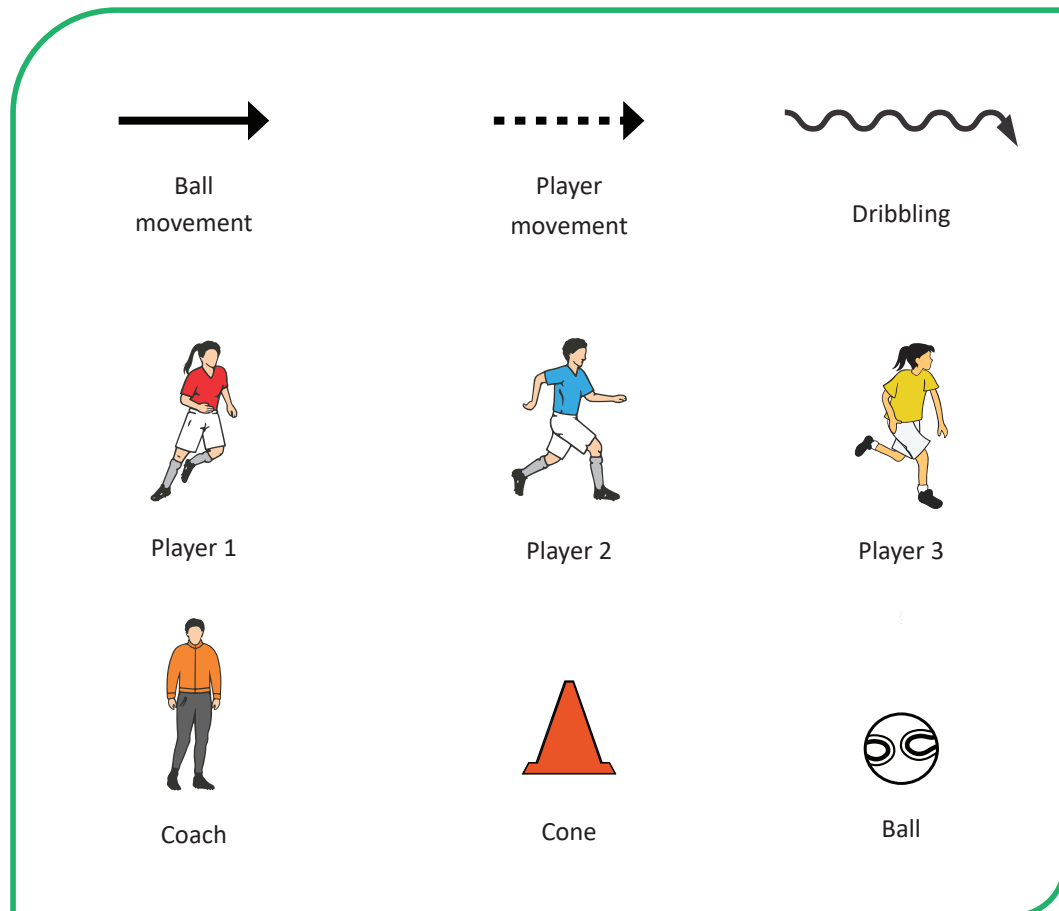 Ball
movement
Player
movement
Dribbling
Player 1
Player 2
Player 3
Coach
Cone
Ball